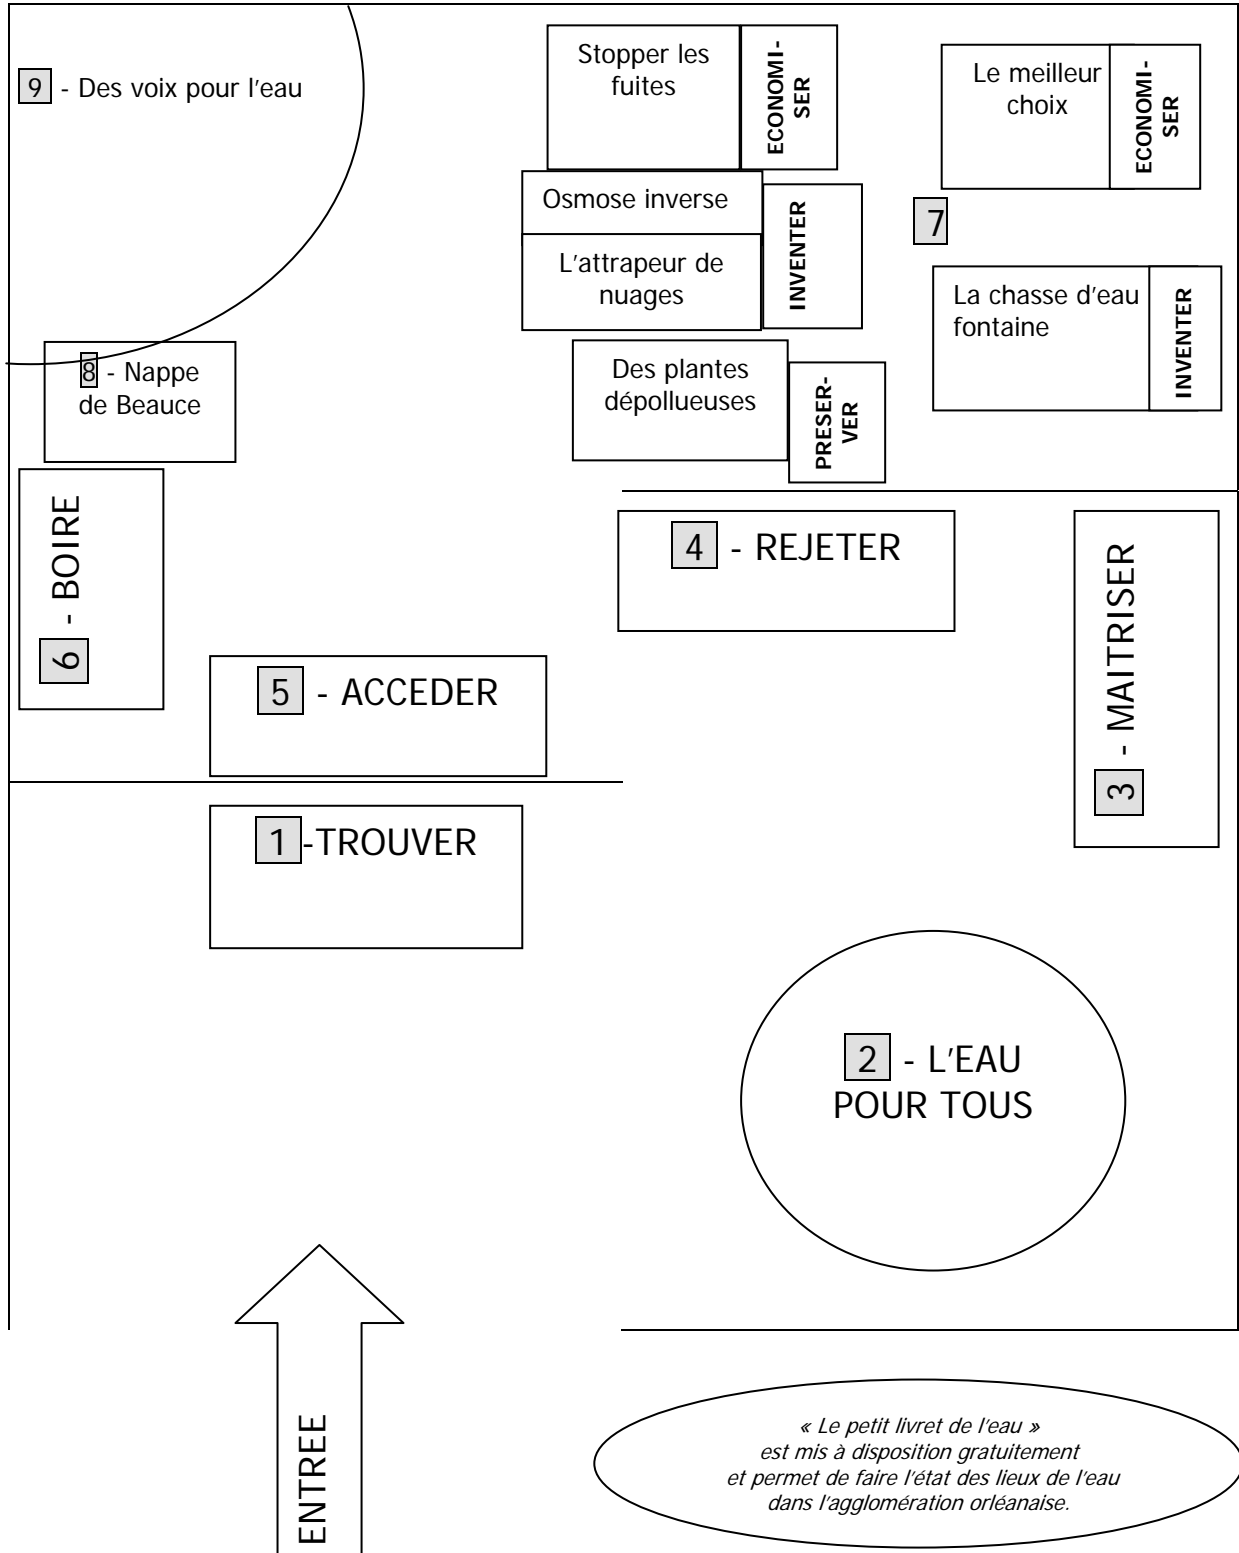 9 - Des voix pour l'eau
Stopper les
fuites
ECONOMI-
SER
Le meilleur
choix
ECONOMI-
SER
Osmose inverse
L'attrapeur de
nuages
INVENTER
7
La chasse d'eau
fontaine
INVENTER
8 - Nappe
de Beauce
Des plantes
dépollueuses
PRESER-
VER
6 - BOIRE
4 - REJETER
3 - MAITRISER
5 - ACCEDER
1 -TROUVER
2 - L'EAU
POUR TOUS
ENTREE
« Le petit livret de l'eau »
est mis à disposition gratuitement
et permet de faire l'état des lieux de l'eau
dans l'agglomération orléanaise.